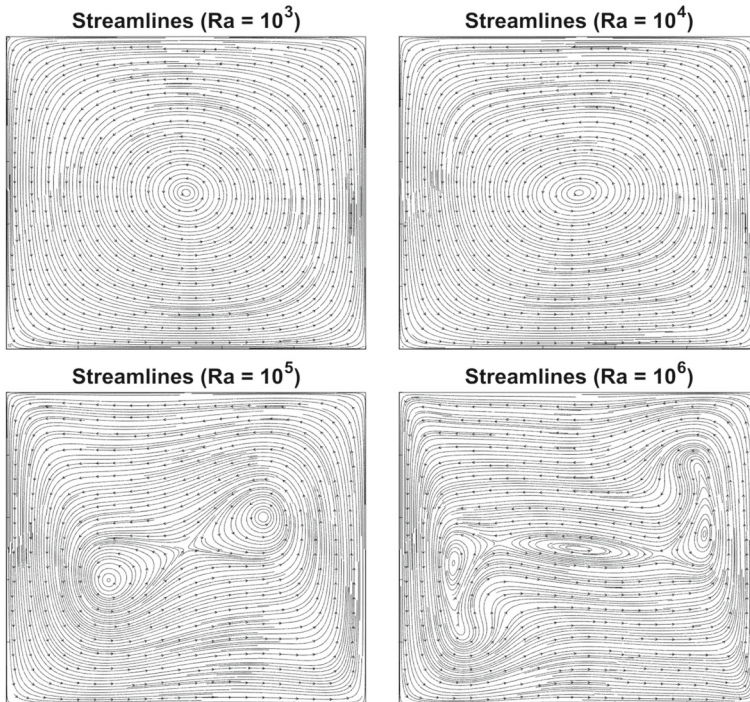 Streamlines (Ra = 10³)
Streamlines (Ra = 10⁴)
Streamlines (Ra = 10⁵)
Streamlines (Ra = 10⁶)